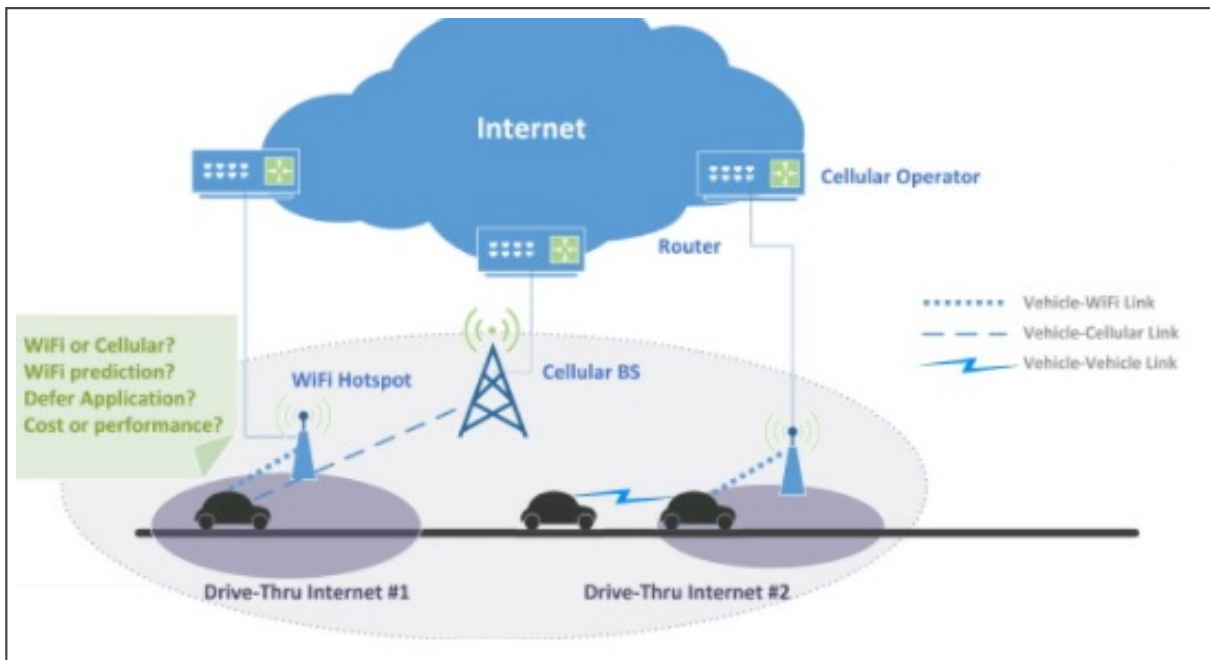 Internet
Cellular Operator
Router
Vehicle-WiFi Link
Vehicle-Cellular Link
Vehicle-Vehicle Link
WiFi or Cellular?
WiFi prediction?
Defer Application?
Cost or performance?
WiFi Hotspot
Cellular BS
Drive-Thru Internet #1
Drive-Thru Internet #2